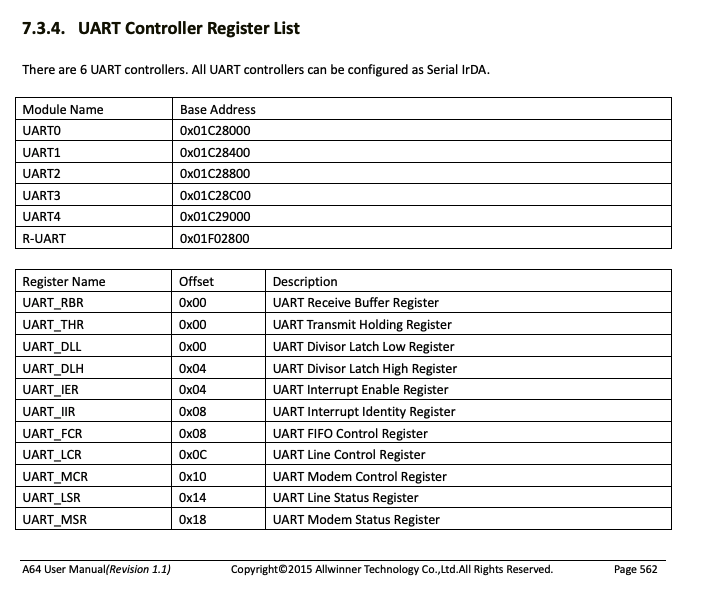 7.3.4. UART Controller Register List
There are 6 UART controllers. All UART controllers can be configured as Serial IrDA.
Module Name Base Address
UART0 0x01C28000
UART1 0x01C28400
UART2 0x01C28800
UART3 0x01C28C00
UART4 0x01C29000
R-UART 0x01F02800
Register Name Offset Description
UART_RBR 0x00 UART Receive Buffer Register
UART_THR 0x00 UART Transmit Holding Register
UART_DLL 0x00 UART Divisor Latch Low Register
UART_DLH 0x04 UART Divisor Latch High Register
UART_IER 0x04 UART Interrupt Enable Register
UART_IIR 0x08 UART Interrupt Identity Register
UART_FCR 0x08 UART FIFO Control Register
UART_LCR 0x0C UART Line Control Register
UART_MCR 0x10 UART Modem Control Register
UART_LSR 0x14 UART Line Status Register
UART_MSR 0x18 UART Modem Status Register
A64 User Manual(Revision 1.1) Copyright©2015 Allwinner Technology Co.,Ltd.All Rights Reserved. Page 562